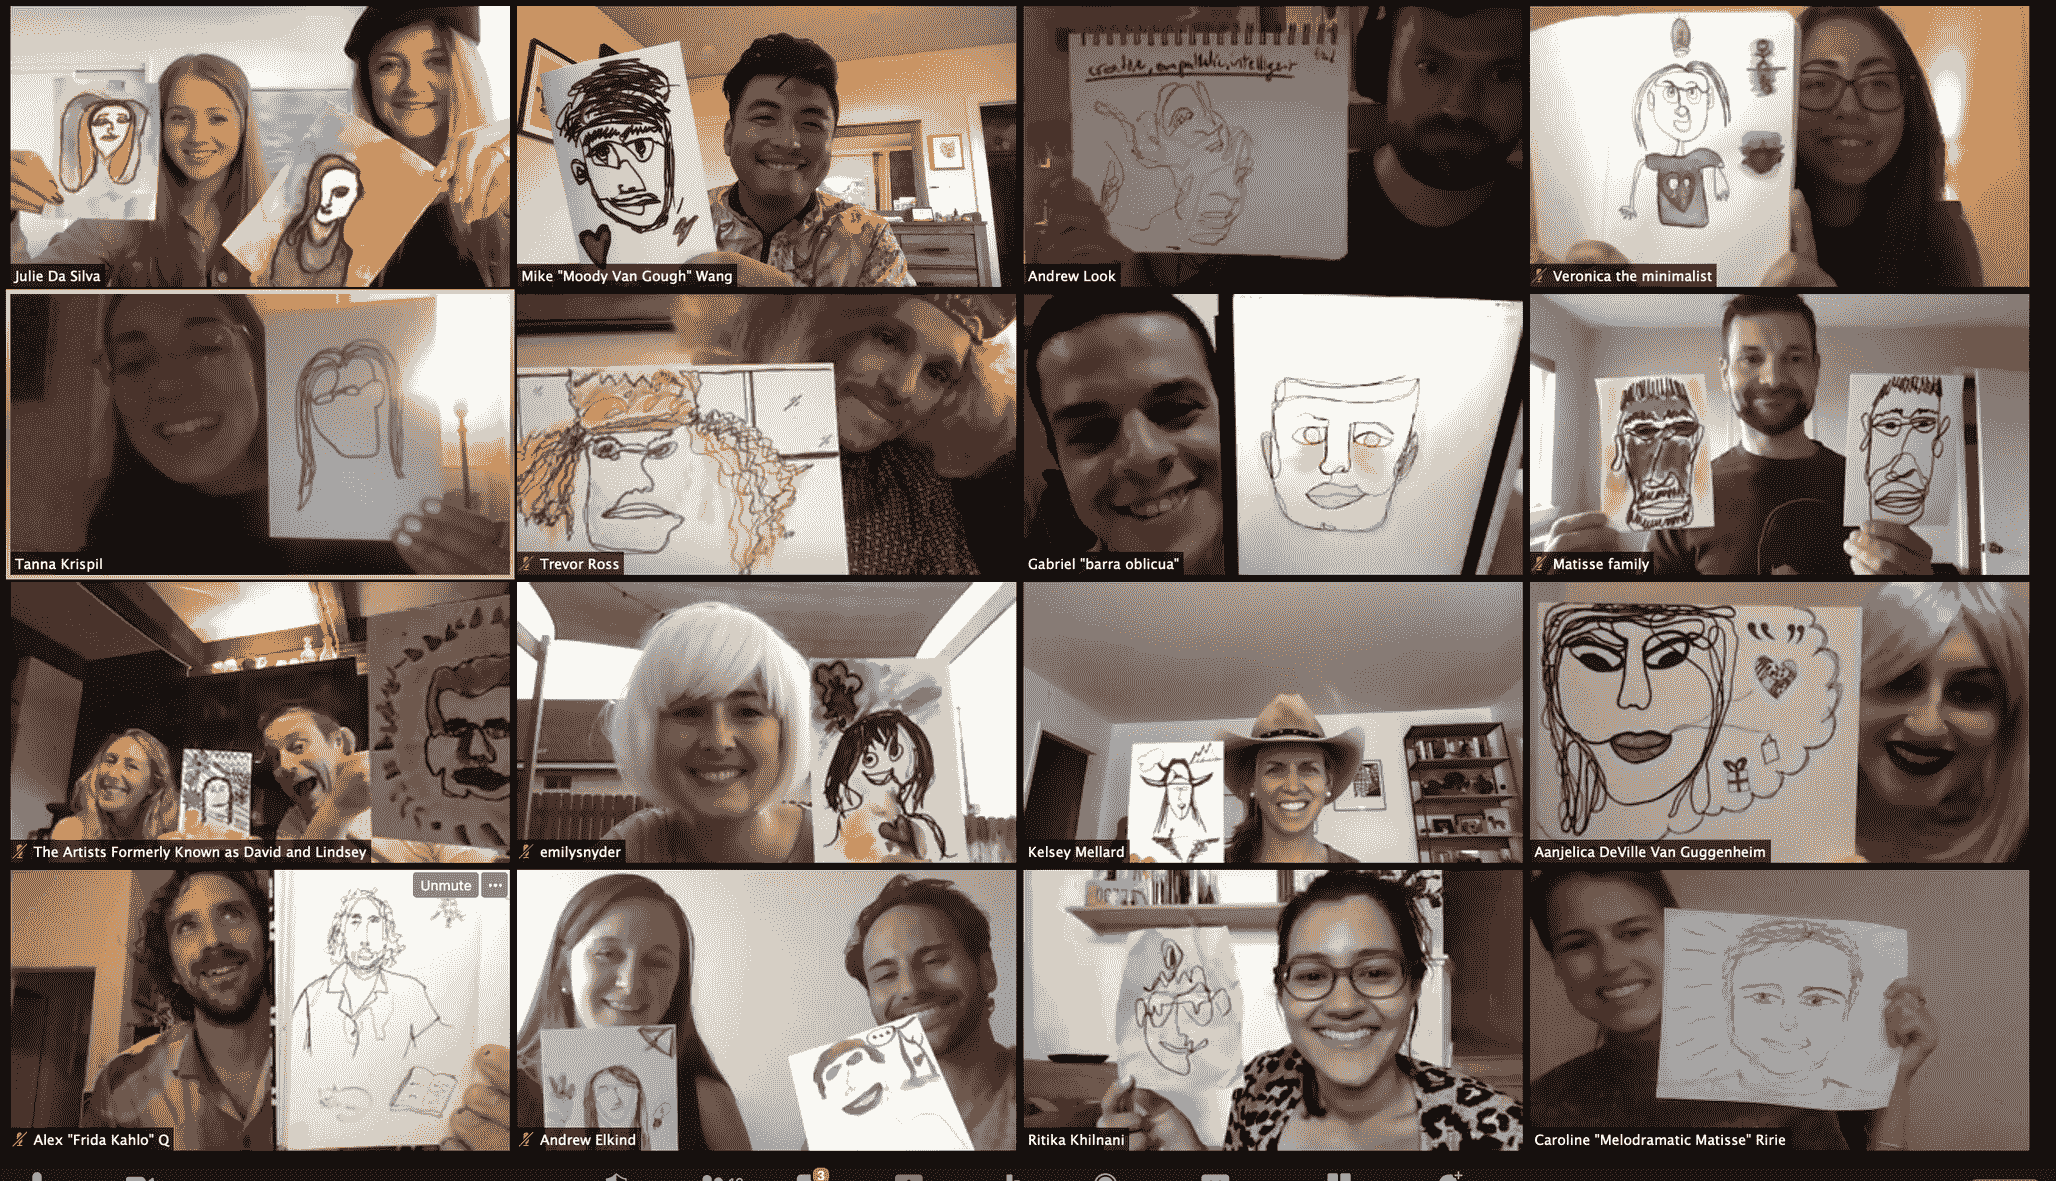 creative, empathetic, intelligent
Julie Da Silva
Mike "Moody Van Gough" Wang
Andrew Look
Veronica the minimalist
Tanna Krispil
Trevor Ross
Gabriel "barra oblicua"
Matisse family
The Artists Formerly Known as David and Lindsey
emilysnyder
Kelsey Mellard
Aanjelica DeVille Van Guggenheim
Unmute
Alex "Frida Kahlo" Q
Andrew Elkind
Ritika Khilnani
Caroline "Melodramatic Matisse" Ririe
3